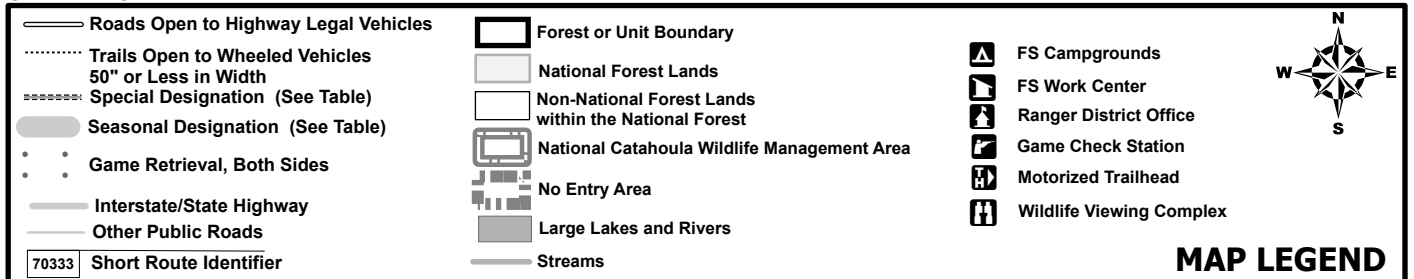 Roads Open to Highway Legal Vehicles
Trails Open to Wheeled Vehicles
50" or Less in Width
Special Designation (See Table)
Seasonal Designation (See Table)
Game Retrieval, Both Sides
Interstate/State Highway
Other Public Roads
70333 Short Route Identifier
Forest or Unit Boundary
National Forest Lands
Non-National Forest Lands
within the National Forest
National Catahoula Wildlife Management Area
No Entry Area
Large Lakes and Rivers
Streams
FS Campgrounds
FS Work Center
Ranger District Office
Game Check Station
TH Motorized Trailhead
Wildlife Viewing Complex
N
W E
S
MAP LEGEND